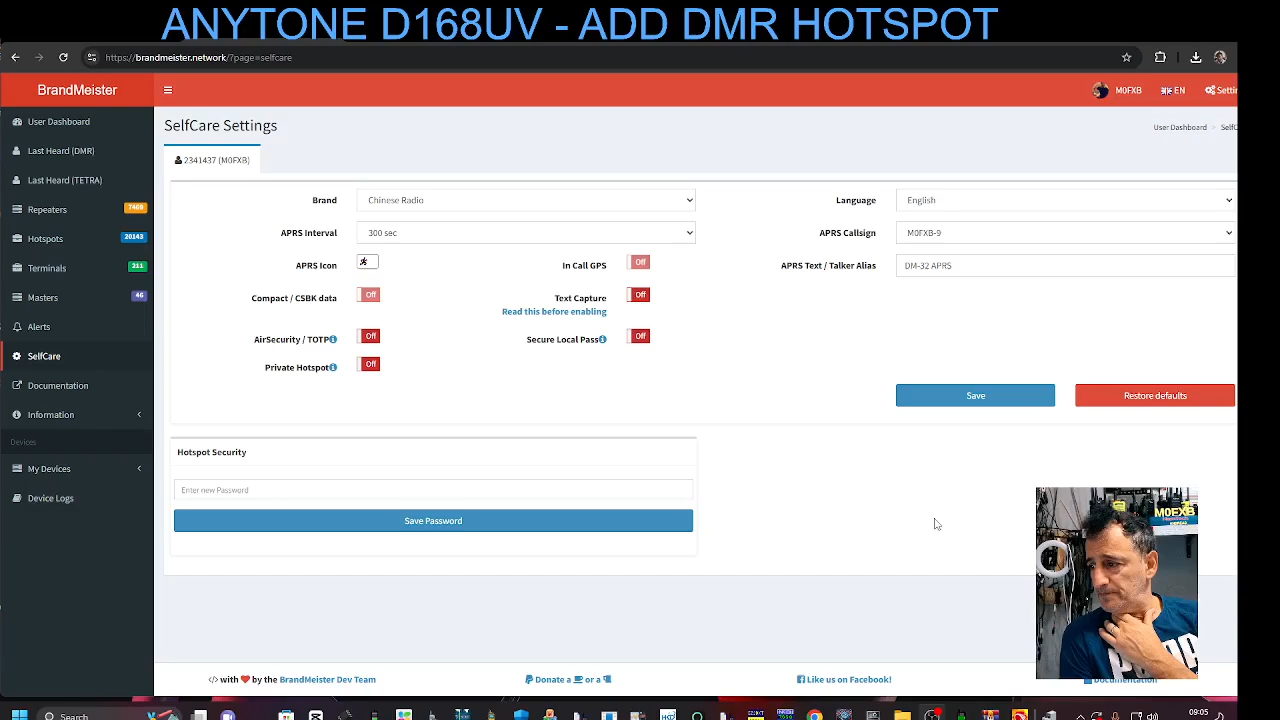 ANYTONE D168UV - ADD DMR HOTSPOT
https://brandmeister.network/?page=selfcare
BrandMeister
M0FXB
EN
Settin
User Dashboard
Last Heard (DMR)
Last Heard (TETRA)
Repeaters
7469
Hotspots
20143
Terminals
211
Masters
46
Alerts
SelfCare
Documentation
Information
Devices
My Devices
Device Logs
SelfCare Settings
User Dashboard > SelfC
2341437 (M0FXB)
Brand
Chinese Radio
Language
English
APRS Interval
300 sec
APRS Callsign
M0FXB-9
APRS Icon
In Call GPS
Off
APRS Text / Talker Alias
DM-32 APRS
Compact / CSBK data
Off
Text Capture
Off
Read this before enabling
AirSecurity / TOTP
Off
Secure Local Pass
Off
Private Hotspot
Off
Save
Restore defaults
Hotspot Security
Enter new Password
Save Password
M0FXB
</> with by the BrandMeister Dev Team
Donate a or a
Like us on Facebook!
Documentation
Search
09:05